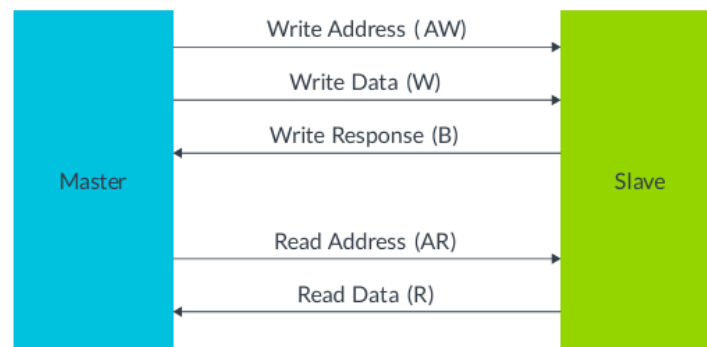 Write Address (AW)
Write Data (W)
Write Response (B)
Master
Slave
Read Address (AR)
Read Data (R)